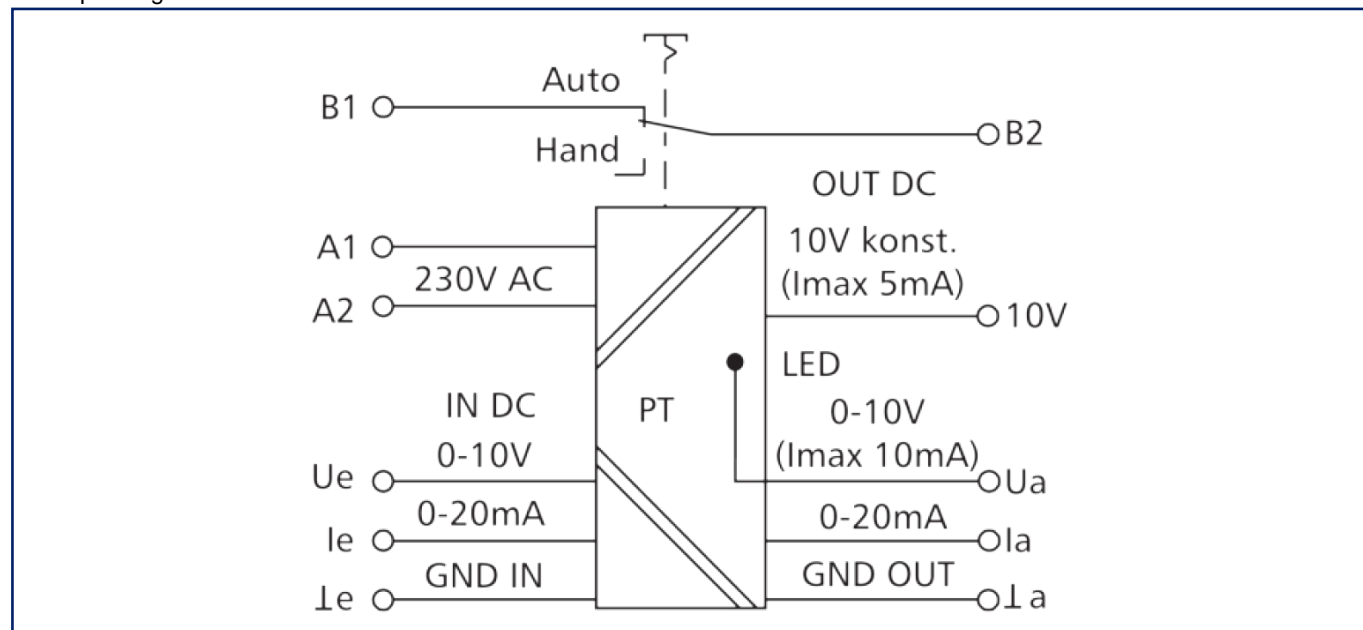 Auto
B1
B2
Hand
OUT DC
A1
10V konst.
230V AC
(Imax 5mA)
A2
10V
LED
IN DC
PT
0-10V
0-10V
(Imax 10mA)
Ue
Ua
0-20mA
0-20mA
Ie
Ia
GND IN
GND OUT
⊥e
⊥a